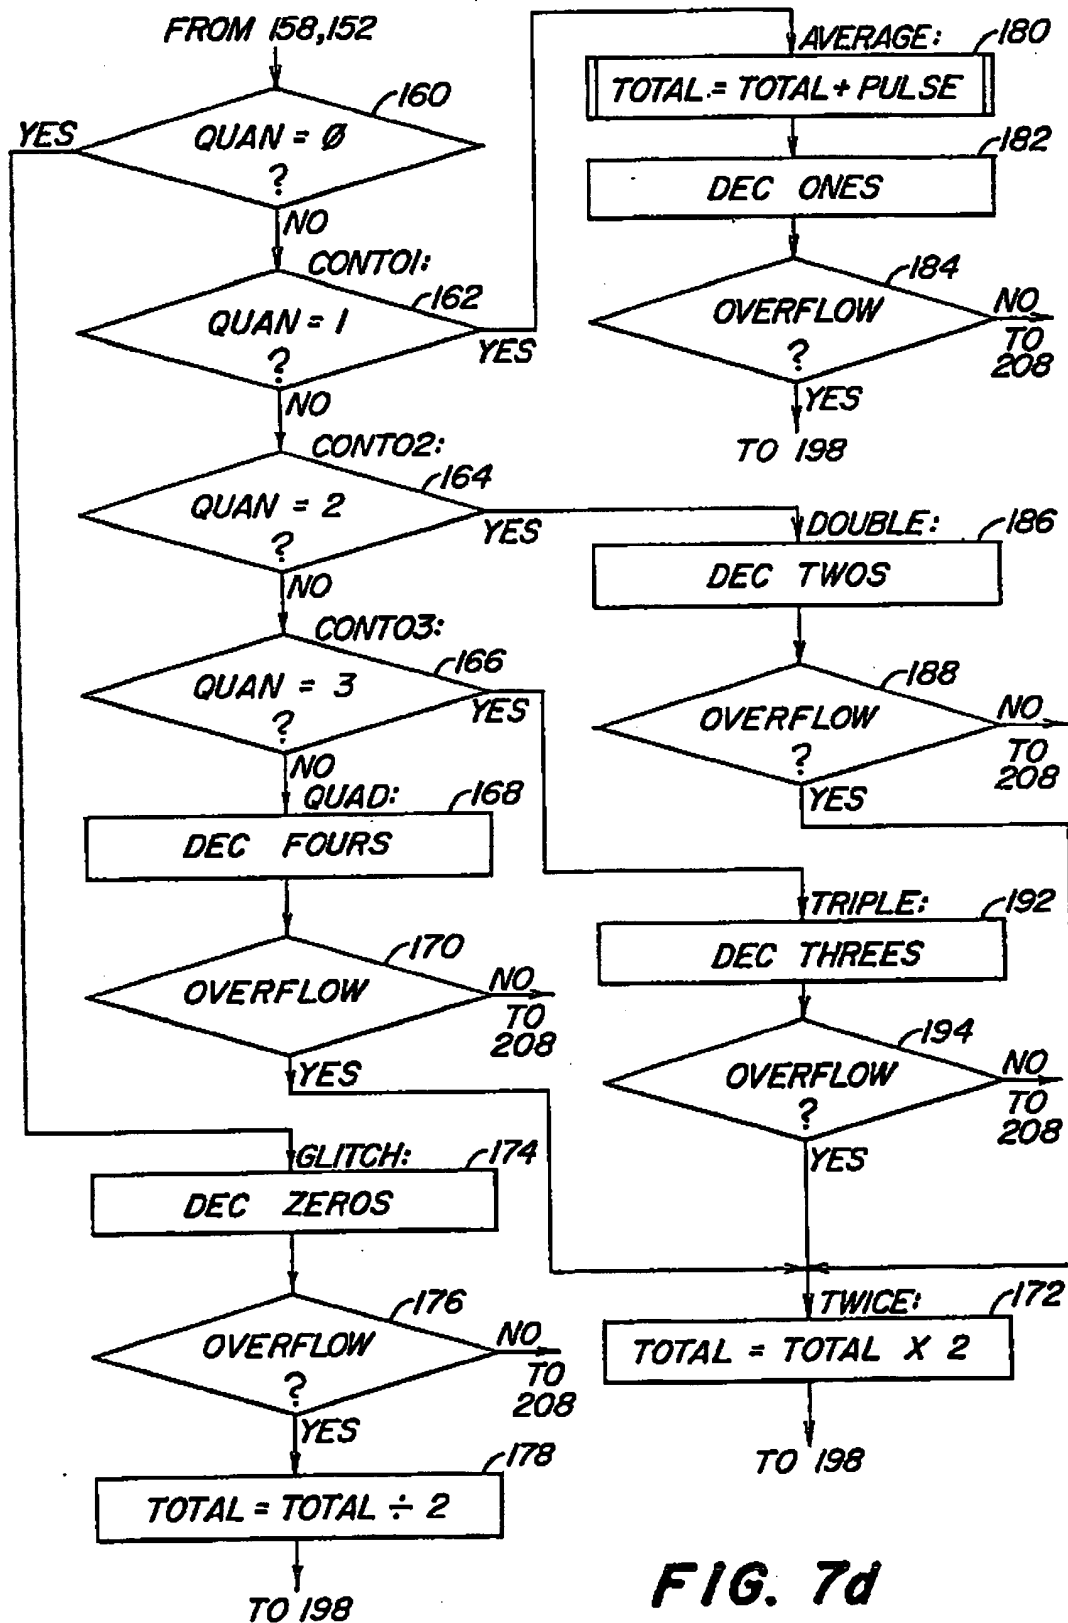 FROM 158,152
160
YES
QUAN = Ø
?
NO
CONT01:
162
QUAN = 1
?
YES
NO
CONT02:
164
QUAN = 2
?
YES
NO
CONT03:
166
QUAN = 3
?
YES
NO
QUAD:
168
DEC FOURS
170
OVERFLOW
NO
TO
208
YES
GLITCH:
174
DEC ZEROS
176
OVERFLOW
?
NO
TO
208
YES
178
TOTAL = TOTAL ÷ 2
TO 198
AVERAGE:
180
TOTAL = TOTAL + PULSE
182
DEC ONES
184
OVERFLOW
?
NO
TO
208
YES
TO 198
DOUBLE:
186
DEC TWOS
188
OVERFLOW
?
NO
TO
208
YES
TRIPLE:
192
DEC THREES
194
OVERFLOW
?
NO
TO
208
YES
TWICE:
172
TOTAL = TOTAL X 2
TO 198
FIG. 7d